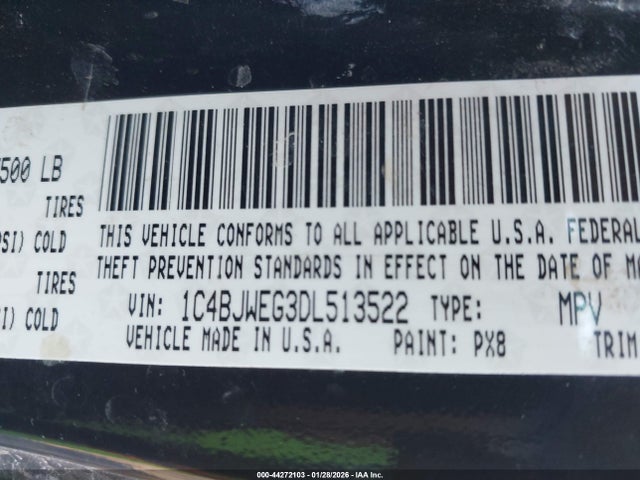 500 LB
TIRES
SI) COLD
TIRES
I) COLD
THIS VEHICLE CONFORMS TO ALL APPLICABLE U.S.A. FEDERAL
THEFT PREVENTION STANDARDS IN EFFECT ON THE DATE OF MA
VIN: 1C4BJWEG3DL513522 TYPE: MPV
VEHICLE MADE IN U.S.A. PAINT: PX8 TRIM
000-44272103 | 01/28/2026 - IAA Inc.